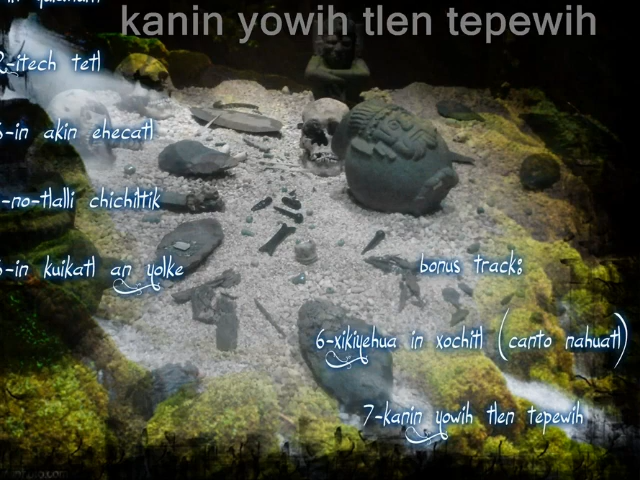 kanin yowih tlen tepewih
2-itech tetl
3-in akin ehecatl
-no-tlalli chichiltik
5-in kuikatl an yolke
bonus track:
6-xikiyehua in xochitl (canto nahuatl)
7-kanin yowih tlen tepewih